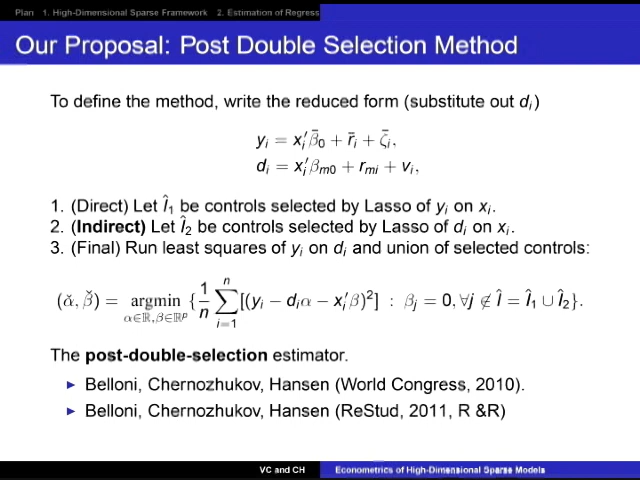 Plan 1. High-Dimensional Sparse Framework 2. Estimation of Regress
Our Proposal: Post Double Selection Method
To define the method, write the reduced form (substitute out dᵢ)
yᵢ = xᵢ′β̄₀ + r̄ᵢ + ζ̄ᵢ,
dᵢ = xᵢ′βₘ₀ + rₘᵢ + vᵢ,
1. (Direct) Let Î₁ be controls selected by Lasso of yᵢ on xᵢ.
2. (Indirect) Let Î₂ be controls selected by Lasso of dᵢ on xᵢ.
3. (Final) Run least squares of yᵢ on dᵢ and union of selected controls:
(α̌, β̌) = argmin_{α∈ℝ,β∈ℝᵖ} { 1/n ∑_{i=1}^{n} [(yᵢ − dᵢα − xᵢ′β)²] : βⱼ = 0, ∀j ∉ Î = Î₁ ∪ Î₂}.
The post-double-selection estimator.
▶ Belloni, Chernozhukov, Hansen (World Congress, 2010).
▶ Belloni, Chernozhukov, Hansen (ReStud, 2011, R &R)
VC and CH Econometrics of High-Dimensional Sparse Models